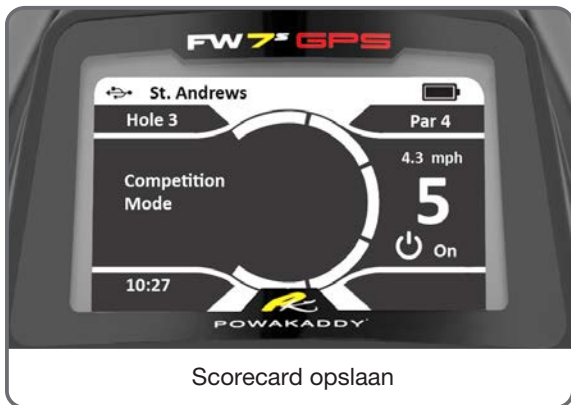 FW7s GPS
St. Andrews
Hole 3
Par 4
4.3 mph
Competition
Mode
5
On
10:27
POWAKADDY
Scorecard opslaan